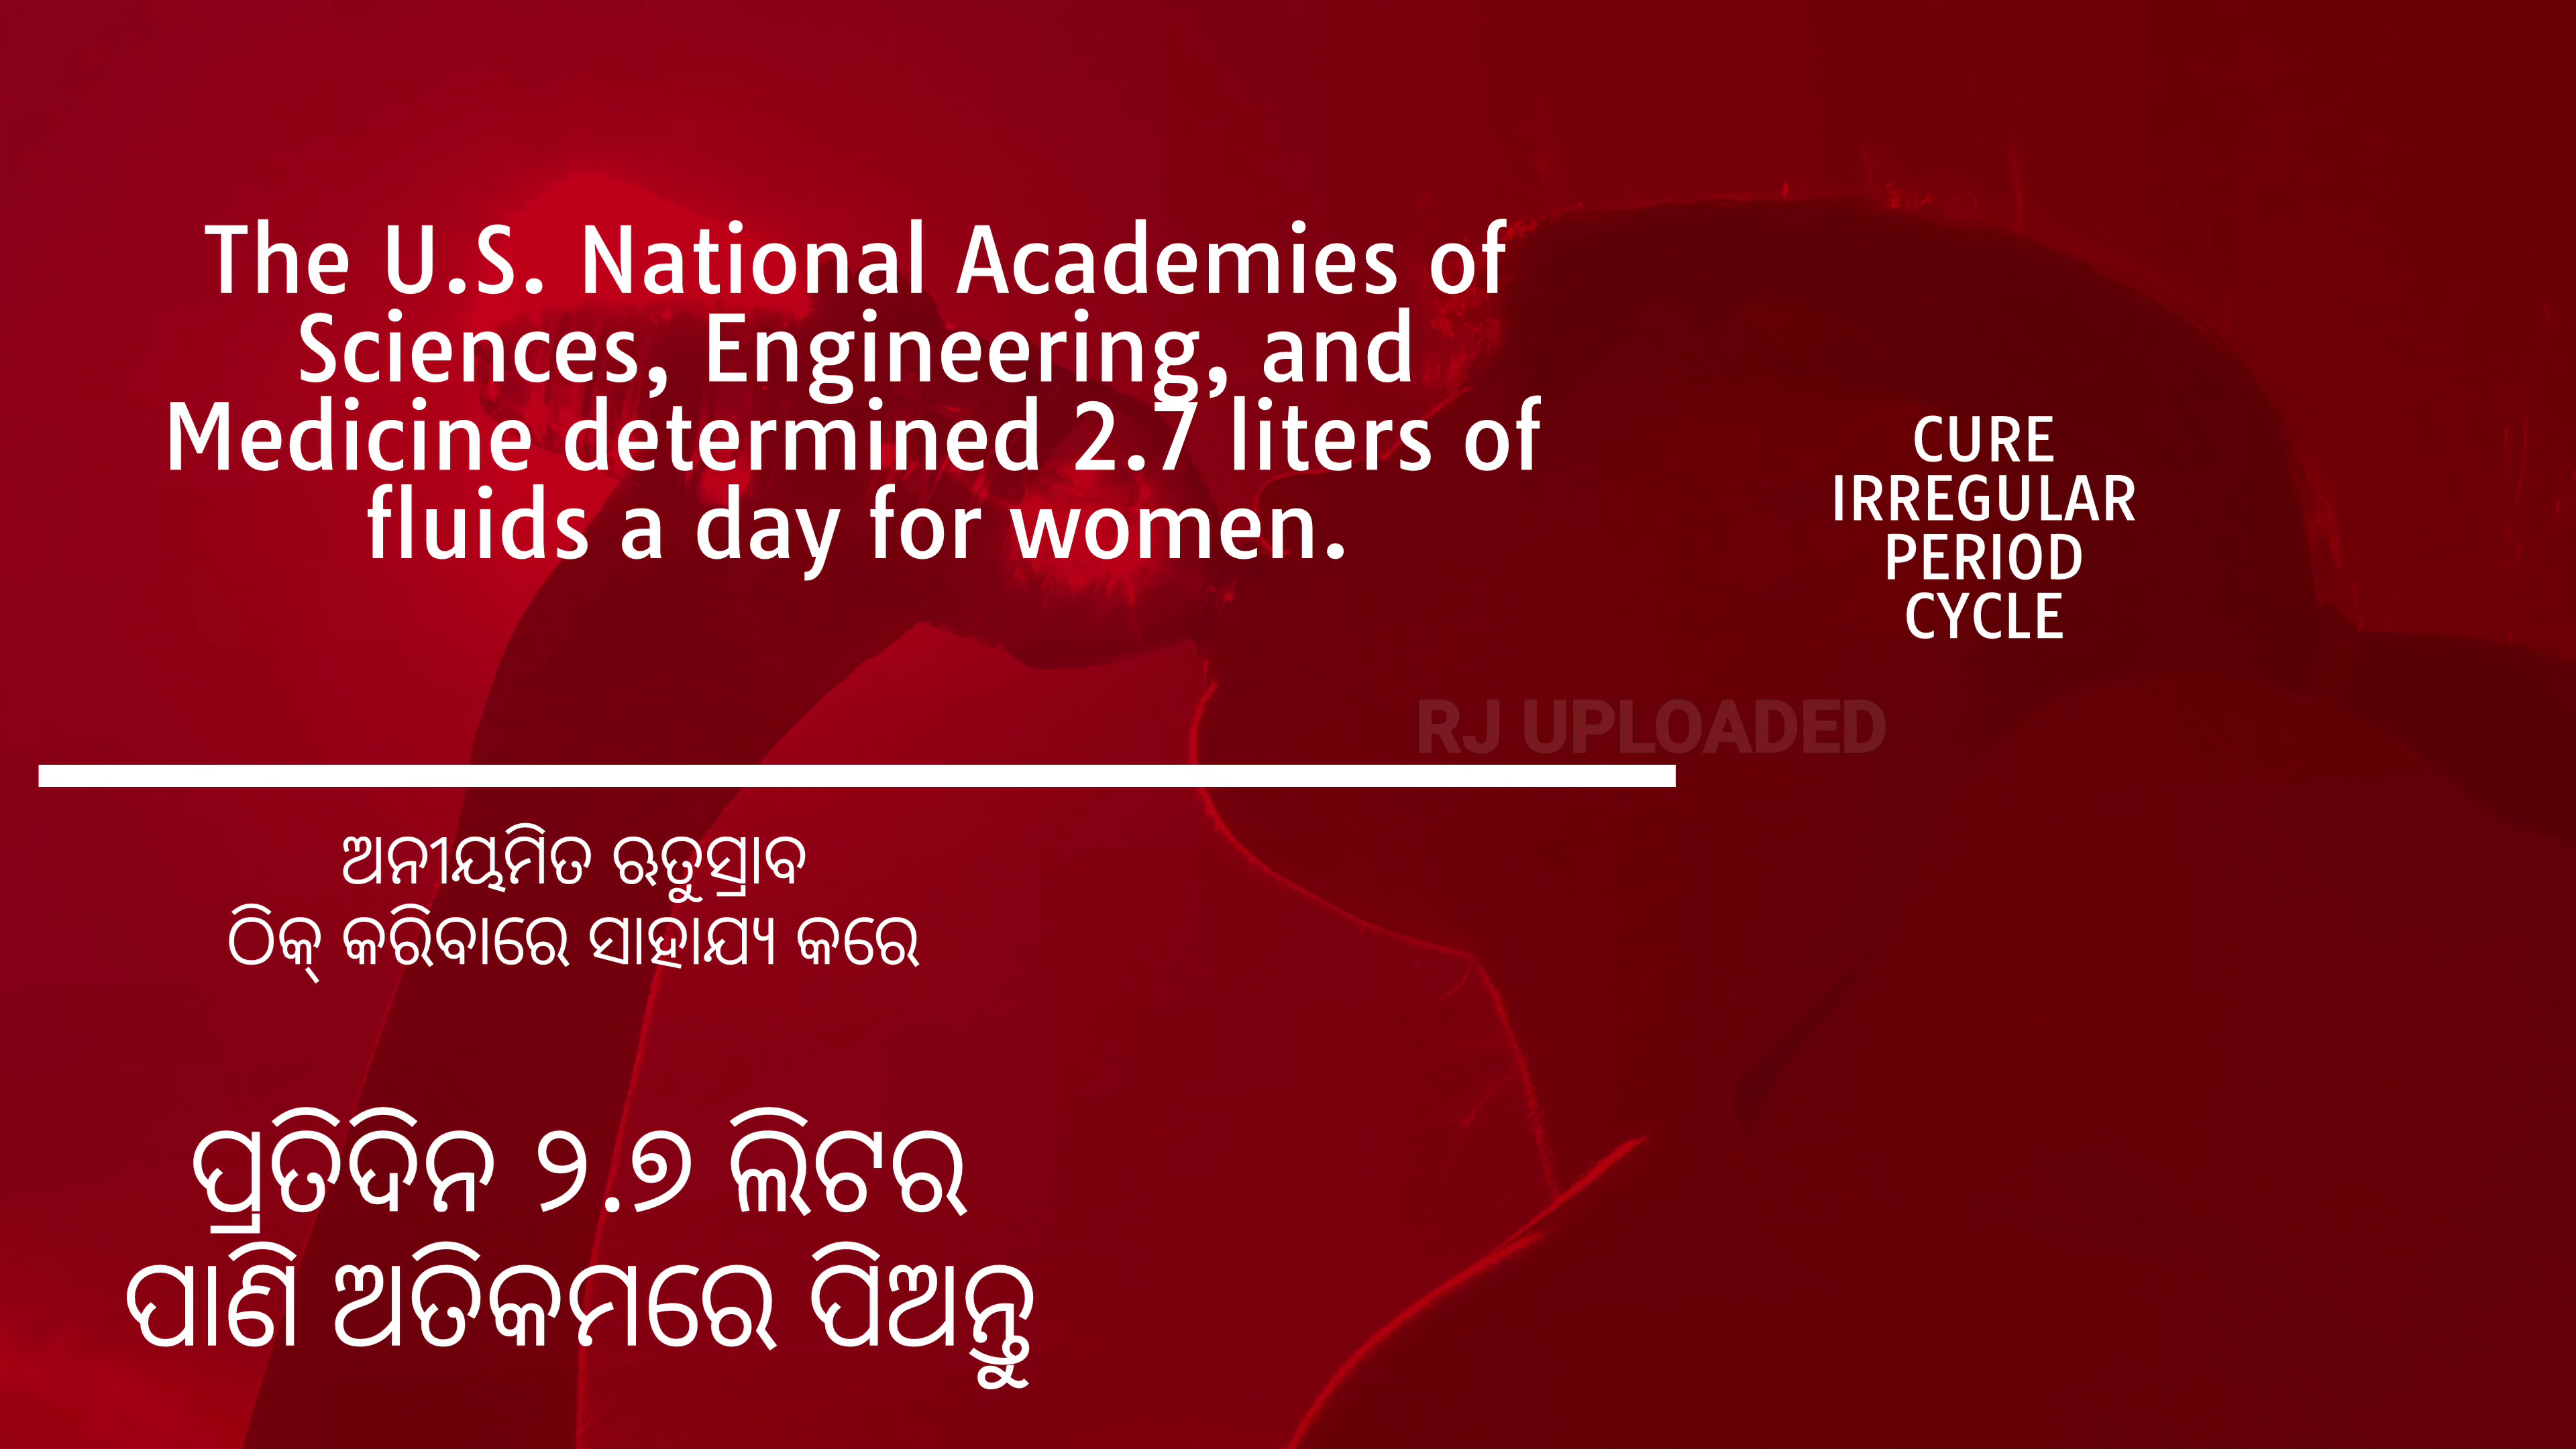 The U.S. National Academies of
Sciences, Engineering, and
Medicine determined 2.7 liters of
fluids a day for women.
CURE
IRREGULAR
PERIOD
CYCLE
RJ UPLOADED
ଅନୀୟମିତ ଋତୁସ୍ରାବ
ଠିକ୍ କରିବାରେ ସାହାଯ୍ୟ କରେ
ପ୍ରତିଦିନ ୨.୭ ଲିଟର
ପାଣି ଅତିକମରେ ପିଅନ୍ତୁ